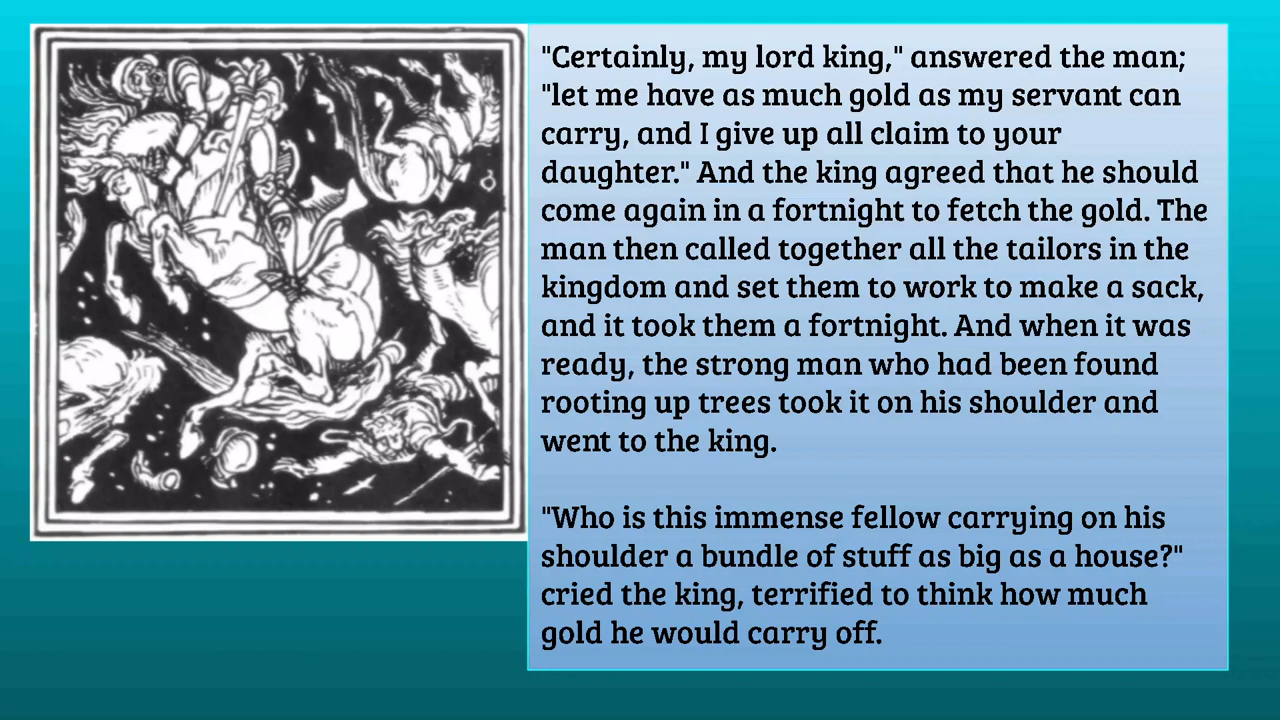 "Certainly, my lord king," answered the man;
"let me have as much gold as my servant can
carry, and I give up all claim to your
daughter." And the king agreed that he should
come again in a fortnight to fetch the gold. The
man then called together all the tailors in the
kingdom and set them to work to make a sack,
and it took them a fortnight. And when it was
ready, the strong man who had been found
rooting up trees took it on his shoulder and
went to the king.
"Who is this immense fellow carrying on his
shoulder a bundle of stuff as big as a house?"
cried the king, terrified to think how much
gold he would carry off.